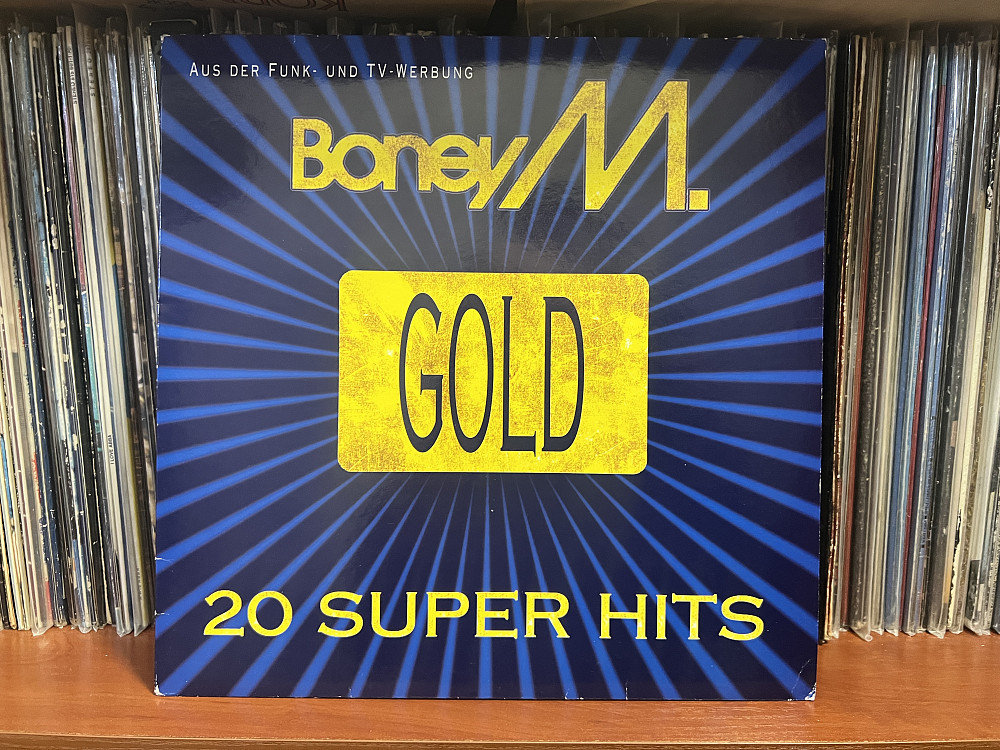 AUS DER FUNK- UND TV-WERBUNG
Boney M.
GOLD
20 SUPER HITS